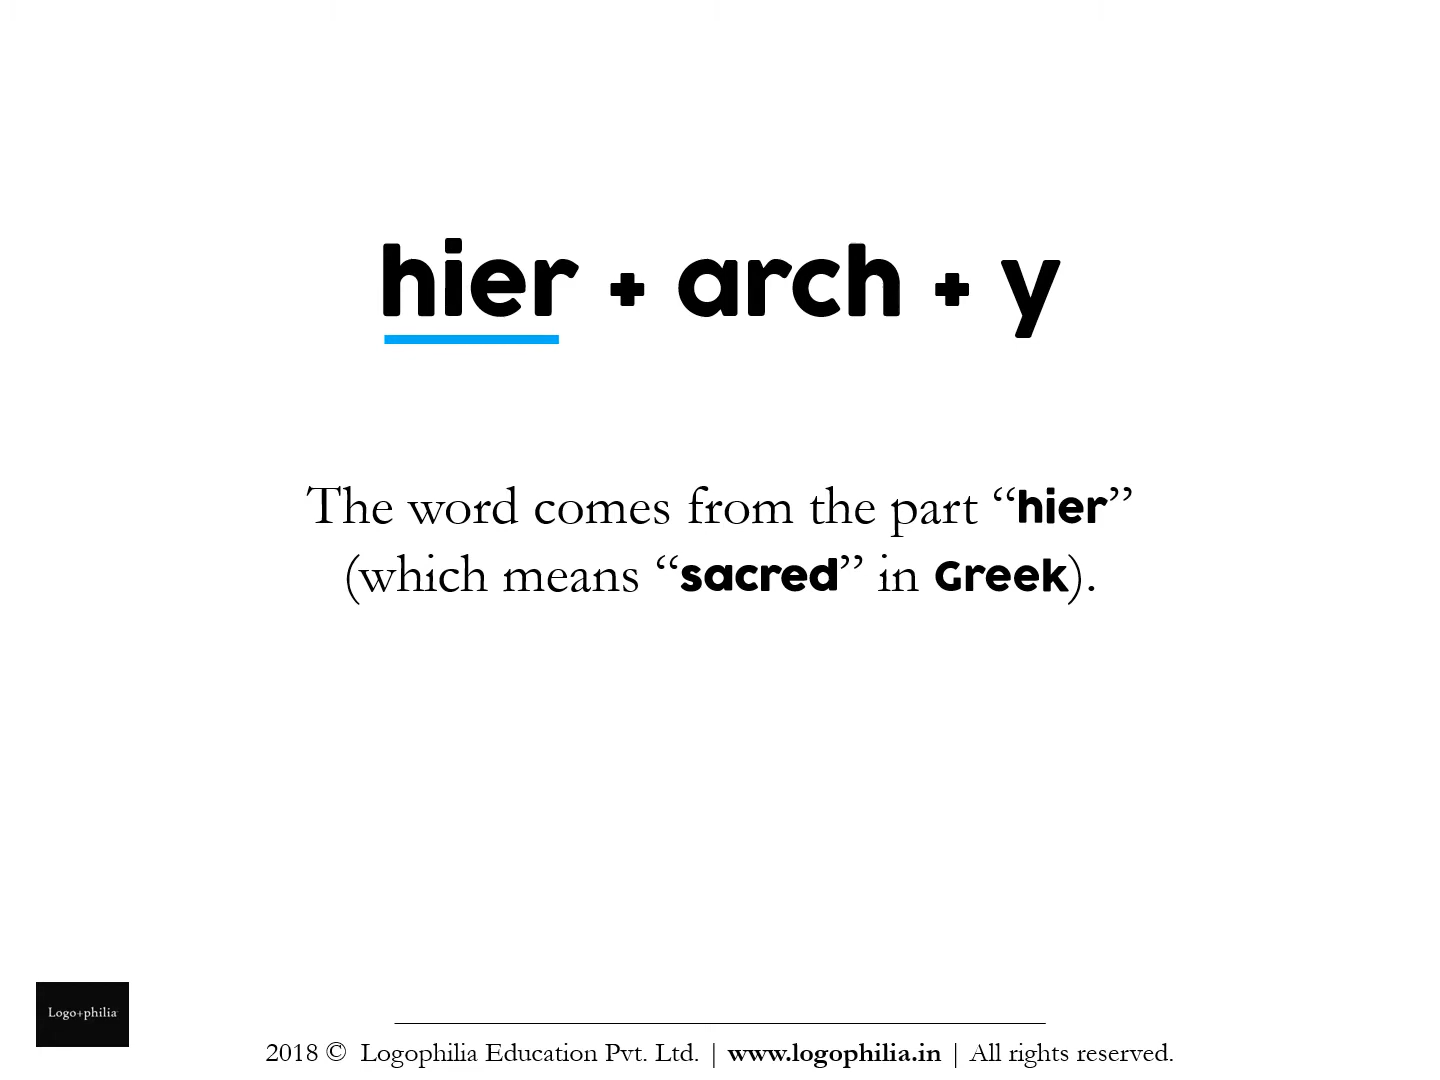 hier + arch + y
The word comes from the part “hier”
(which means “sacred” in Greek).
Logo+philia
2018 © Logophilia Education Pvt. Ltd. | www.logophilia.in | All rights reserved.